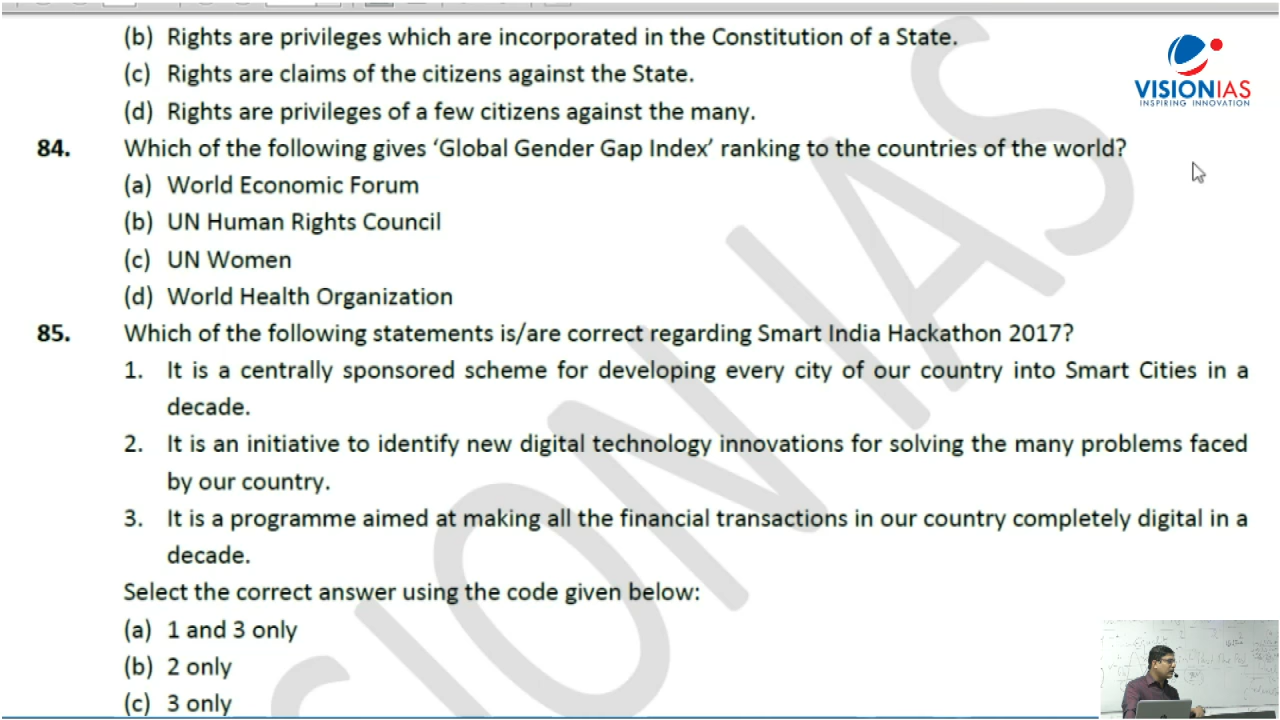 (b) Rights are privileges which are incorporated in the Constitution of a State.
(c) Rights are claims of the citizens against the State.
(d) Rights are privileges of a few citizens against the many.
VISIONIAS
INSPIRING INNOVATION
84. Which of the following gives ‘Global Gender Gap Index’ ranking to the countries of the world?
(a) World Economic Forum
(b) UN Human Rights Council
(c) UN Women
(d) World Health Organization
85. Which of the following statements is/are correct regarding Smart India Hackathon 2017?
1. It is a centrally sponsored scheme for developing every city of our country into Smart Cities in a
decade.
2. It is an initiative to identify new digital technology innovations for solving the many problems faced
by our country.
3. It is a programme aimed at making all the financial transactions in our country completely digital in a
decade.
Select the correct answer using the code given below:
(a) 1 and 3 only
(b) 2 only
(c) 3 only
VISION IAS